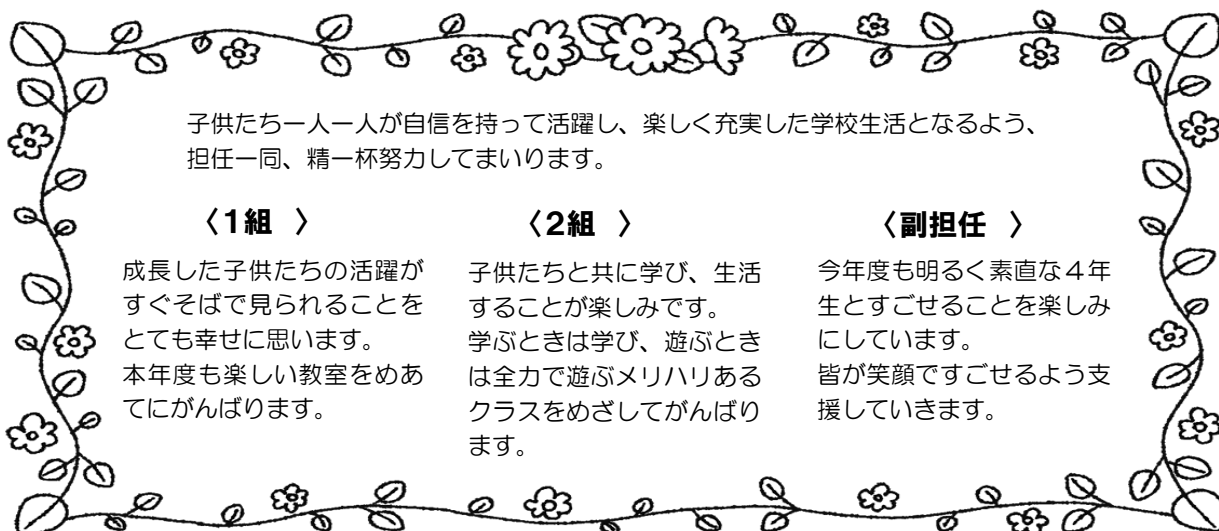 子供たち一人一人が自信を持って活躍し、楽しく充実した学校生活となるよう、
担任一同、精一杯努力してまいります。
〈1組　〉
成長した子供たちの活躍が
すぐそばで見られることを
とても幸せに思います。
本年度も楽しい教室をめあ
てにがんばります。
〈2組　〉
子供たちと共に学び、生活
することが楽しみです。
学ぶときは学び、遊ぶとき
は全力で遊ぶメリハリある
クラスをめざしてがんばり
ます。
〈副担任　〉
今年度も明るく素直な４年
生とすごせることを楽しみ
にしています。
皆が笑顔ですごせるよう支
援していきます。